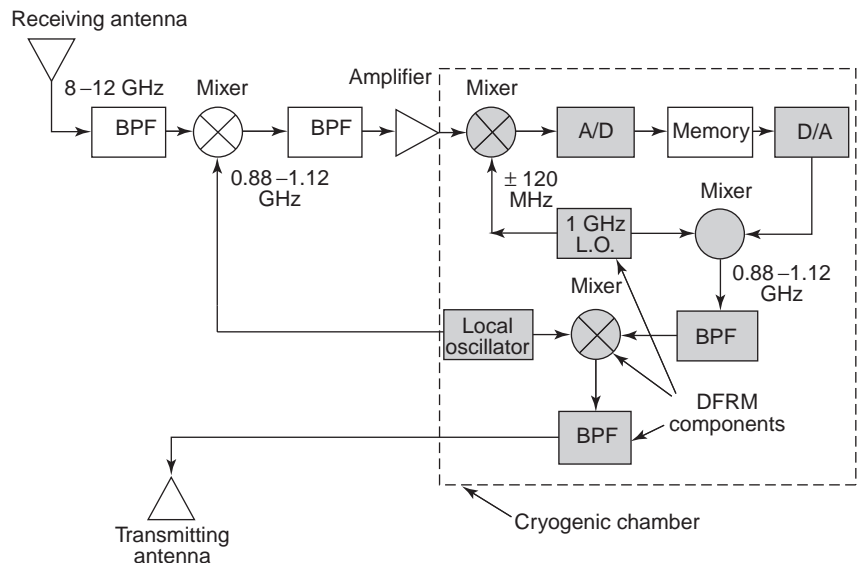 Receiving antenna
8–12 GHz
Mixer
Amplifier
Mixer
BPF
BPF
A/D
Memory
D/A
0.88–1.12
GHz
± 120
MHz
Mixer
1 GHz
L.O.
0.88–1.12
GHz
Mixer
Local
oscillator
BPF
BPF
DFRM
components
Transmitting
antenna
Cryogenic chamber